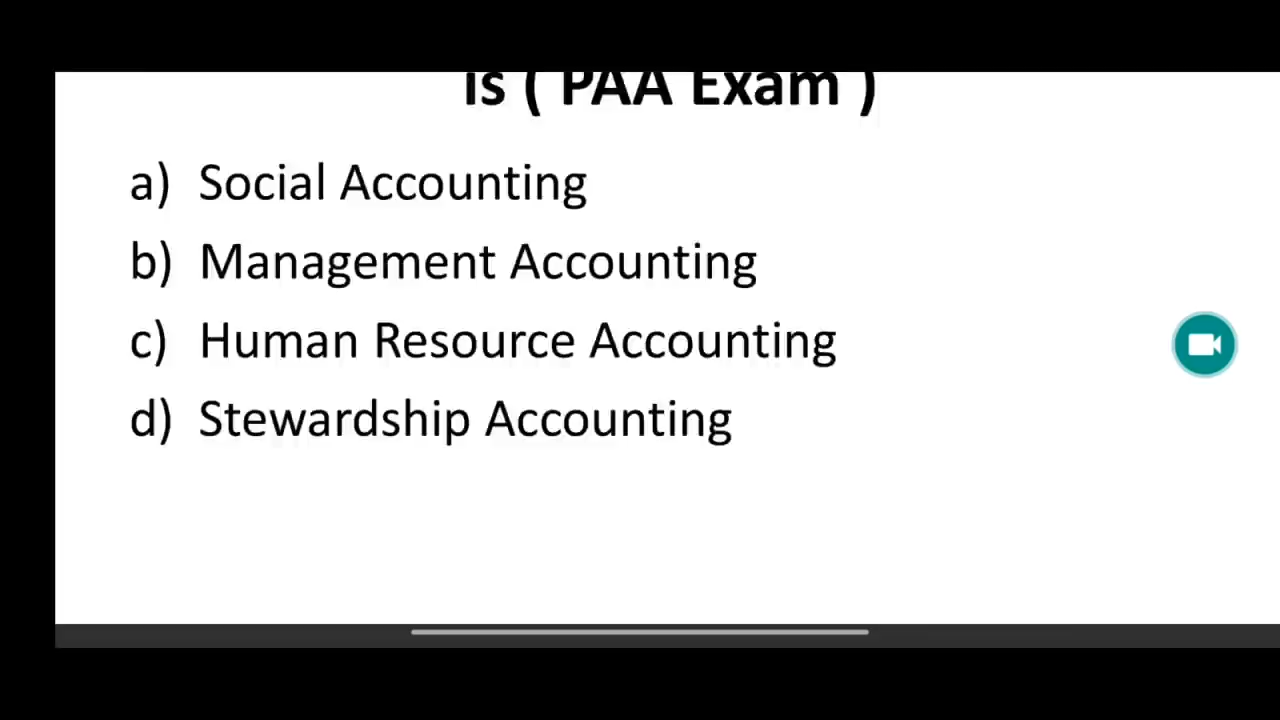 is ( PAA Exam )
a) Social Accounting
b) Management Accounting
c) Human Resource Accounting
d) Stewardship Accounting